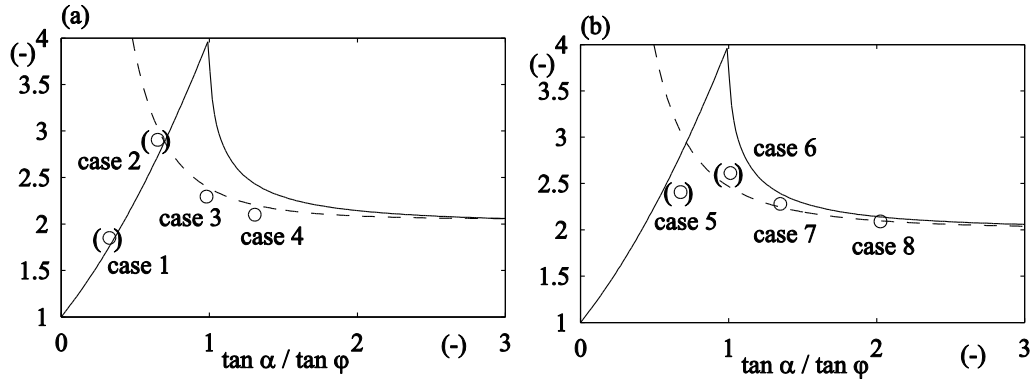 (a)
(-)
4
3.5
3
2.5
2
1.5
1
0
1
2
3
( )
case 2
case 3
case 4
( )
case 1
tan α / tan φ
(-)
(b)
(-)
4
3.5
3
2.5
2
1.5
1
0
1
2
3
case 6
( )
( )
case 5
case 7
case 8
tan α / tan φ
(-)